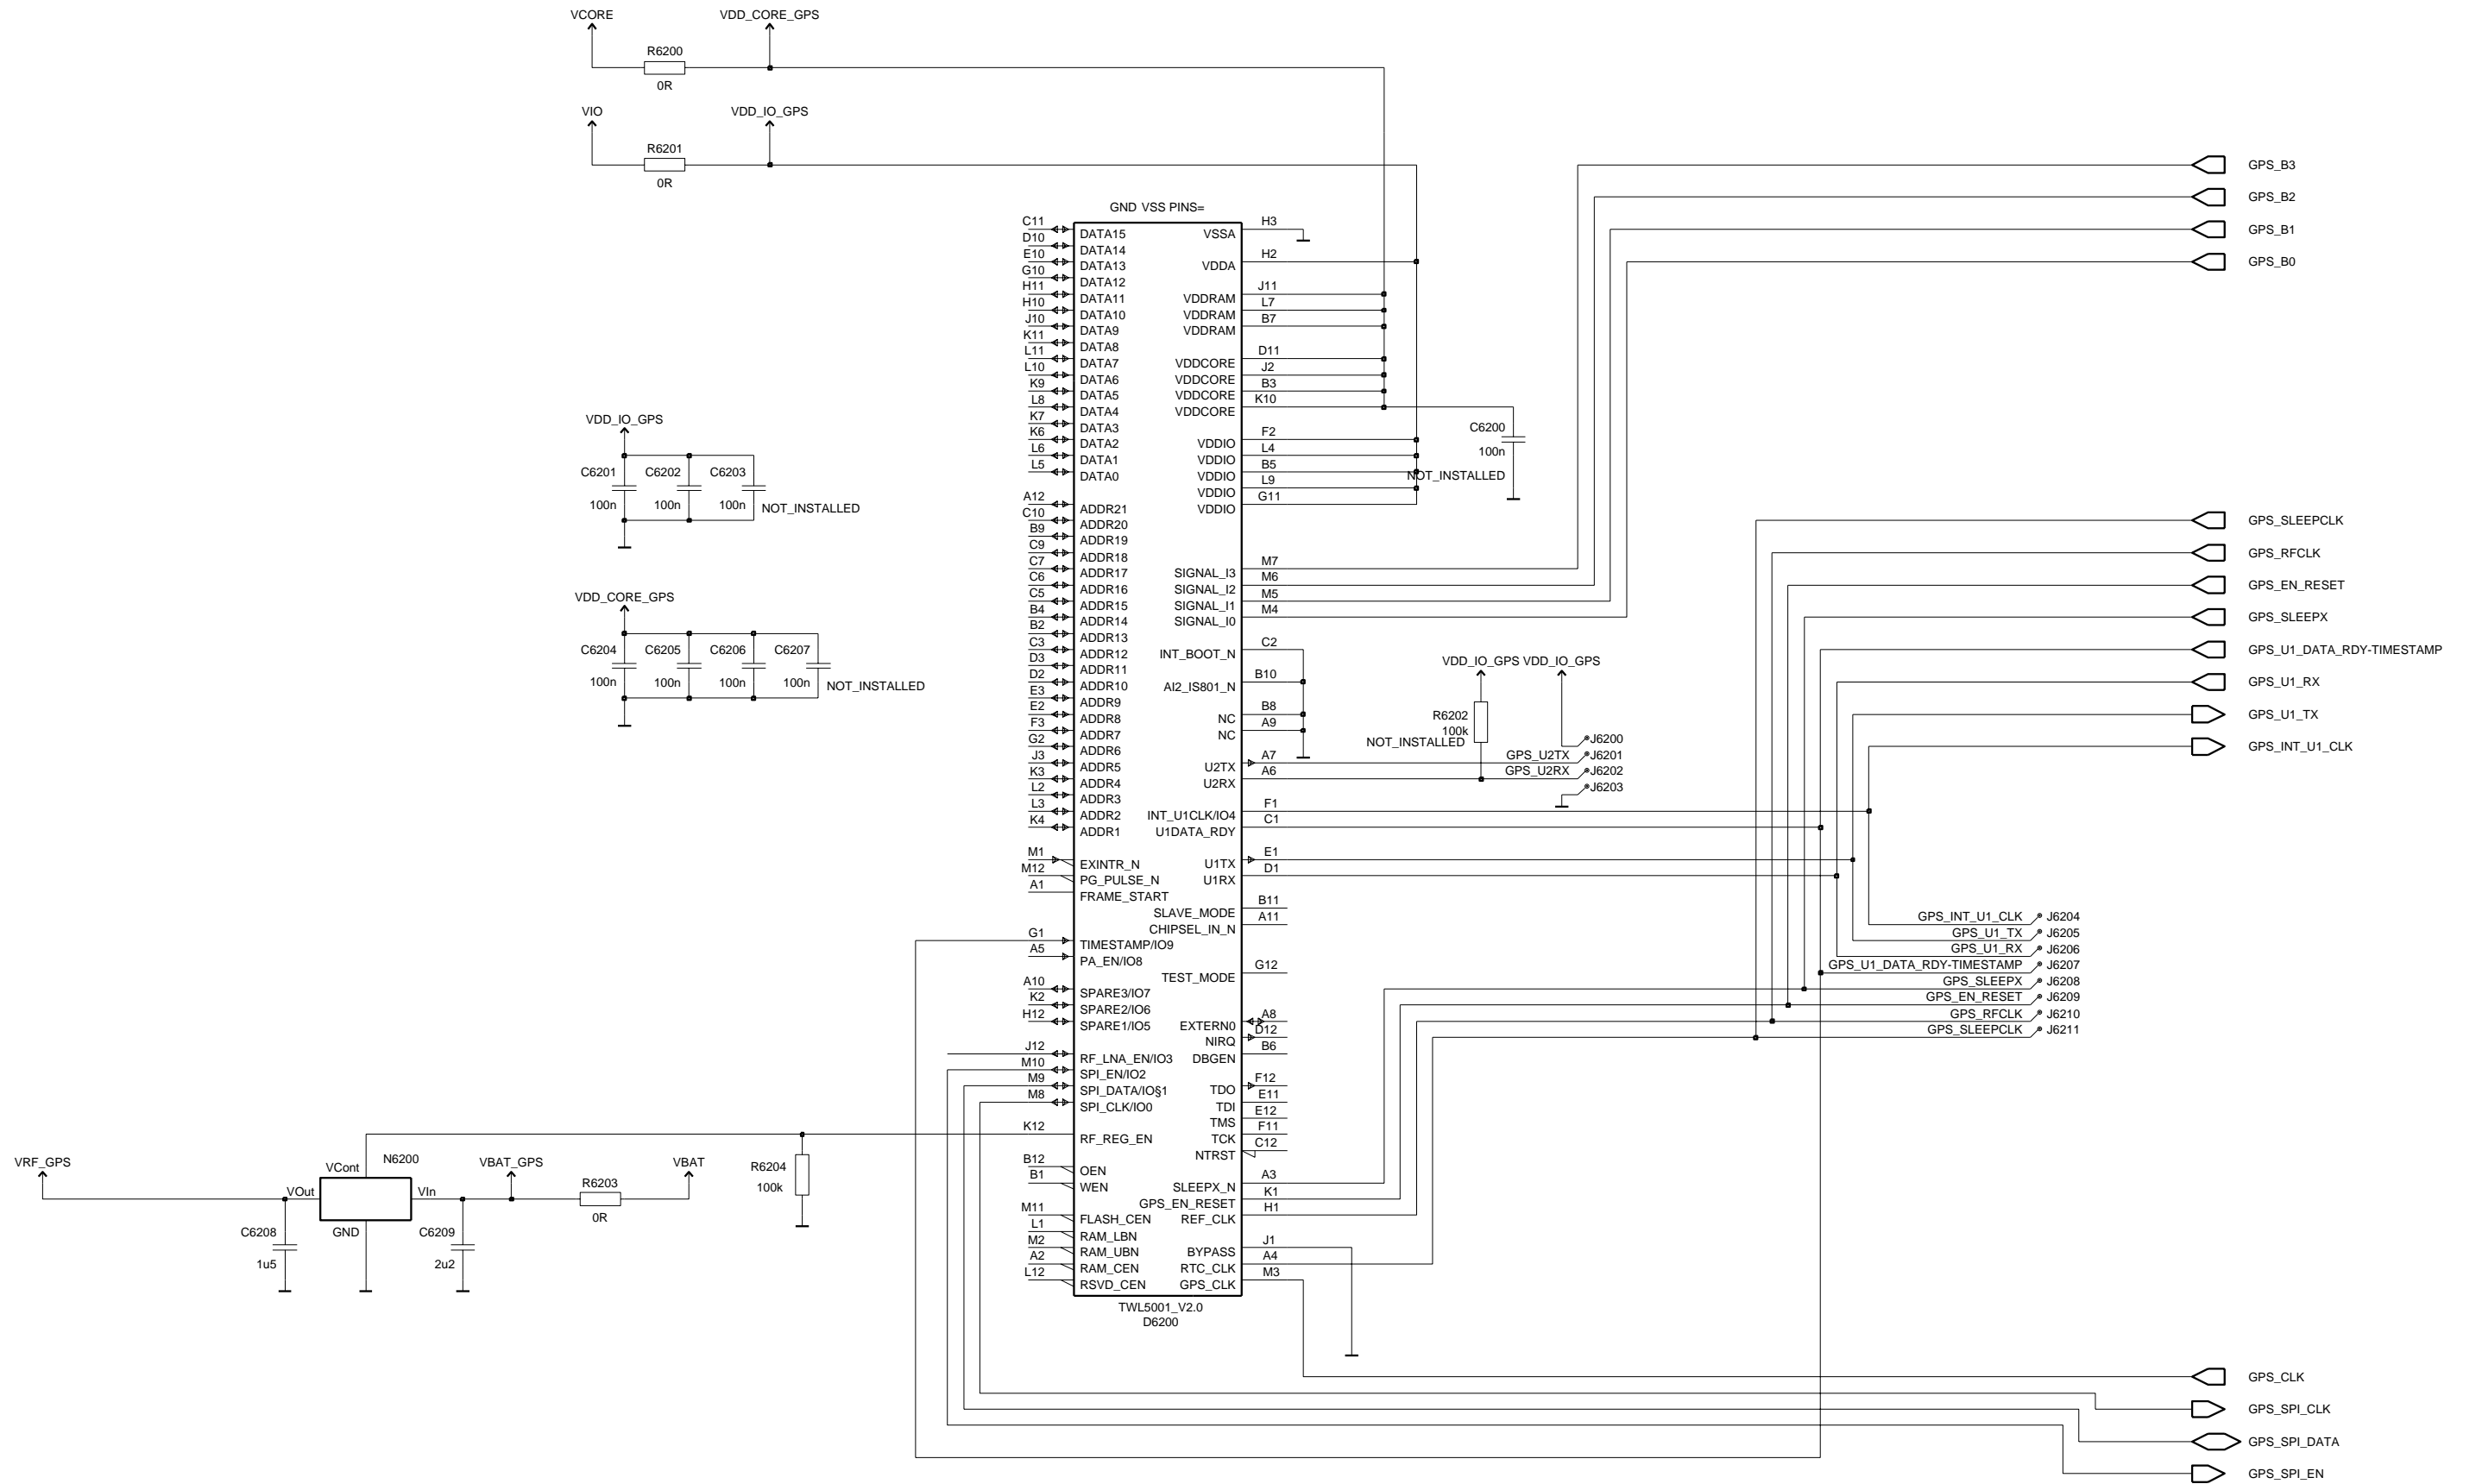 VCORE VDD_CORE_GPS
R6200
0R
VIO VDD_IO_GPS
R6201
0R
GND VSS PINS=
C11 DATA15
D10 DATA14
E10 DATA13
G10 DATA12
H11 DATA11
H10 DATA10
J10 DATA9
K11 DATA8
L11 DATA7
L10 DATA6
K9 DATA5
L8 DATA4
K7 DATA3
K6 DATA2
L6 DATA1
L5 DATA0
A12 ADDR21
C10 ADDR20
B9 ADDR19
C9 ADDR18
C7 ADDR17
C6 ADDR16
C5 ADDR15
B4 ADDR14
B2 ADDR13
C3 ADDR12
D3 ADDR11
D2 ADDR10
E3 ADDR9
E2 ADDR8
F3 ADDR7
G2 ADDR6
J3 ADDR5
K3 ADDR4
L2 ADDR3
L3 ADDR2
K4 ADDR1
M1 EXINTR_N
M12 PG_PULSE_N
A1 FRAME_START
G1 TIMESTAMP/IO9
A5 PA_EN/IO8
A10 SPARE3/IO7
K2 SPARE2/IO6
H12 SPARE1/IO5
J12 RF_LNA_EN/IO3
M10 SPI_EN/IO2
M9 SPI_DATA/IO§1
M8 SPI_CLK/IO0
K12 RF_REG_EN
B12 OEN
B1 WEN
M11 FLASH_CEN
L1 RAM_LBN
M2 RAM_UBN
A2 RAM_CEN
L12 RSVD_CEN
VSSA H3
VDDA H2
VDDRAM J11
VDDRAM L7
VDDRAM B7
VDDCORE D11
VDDCORE J2
VDDCORE B3
VDDCORE K10
VDDIO F2
VDDIO L4
VDDIO B5
VDDIO L9
VDDIO G11
SIGNAL_I3 M7
SIGNAL_I2 M6
SIGNAL_I1 M5
SIGNAL_I0 M4
INT_BOOT_N C2
AI2_IS801_N B10
NC B8
NC A9
U2TX A7
U2RX A6
INT_U1CLK/IO4 F1
U1DATA_RDY C1
U1TX E1
U1RX D1
SLAVE_MODE B11
CHIPSEL_IN_N A11
TEST_MODE G12
EXTERN0 A8
NIRQ D12
DBGEN B6
TDO F12
TDI E11
TMS E12
TCK F11
NTRST C12
SLEEPX_N A3
GPS_EN_RESET K1
REF_CLK H1
BYPASS J1
RTC_CLK A4
GPS_CLK M3
TWL5001_V2.0
D6200
C6200
100n
NOT_INSTALLED
VDD_IO_GPS
C6201 C6202 C6203
100n 100n 100n NOT_INSTALLED
VDD_CORE_GPS
C6204 C6205 C6206 C6207
100n 100n 100n 100n NOT_INSTALLED
VDD_IO_GPS VDD_IO_GPS
R6202
100k
NOT_INSTALLED
J6200
GPS_U2TX J6201
GPS_U2RX J6202
J6203
GPS_INT_U1_CLK J6204
GPS_U1_TX J6205
GPS_U1_RX J6206
GPS_U1_DATA_RDY-TIMESTAMP J6207
GPS_SLEEPX J6208
GPS_EN_RESET J6209
GPS_RFCLK J6210
GPS_SLEEPCLK J6211
VRF_GPS
VCont N6200
VOut VIn
GND
VBAT_GPS
R6203
0R
VBAT
R6204
100k
C6208
1u5
C6209
2u2
GPS_B3
GPS_B2
GPS_B1
GPS_B0
GPS_SLEEPCLK
GPS_RFCLK
GPS_EN_RESET
GPS_SLEEPX
GPS_U1_DATA_RDY-TIMESTAMP
GPS_U1_RX
GPS_U1_TX
GPS_INT_U1_CLK
GPS_CLK
GPS_SPI_CLK
GPS_SPI_DATA
GPS_SPI_EN